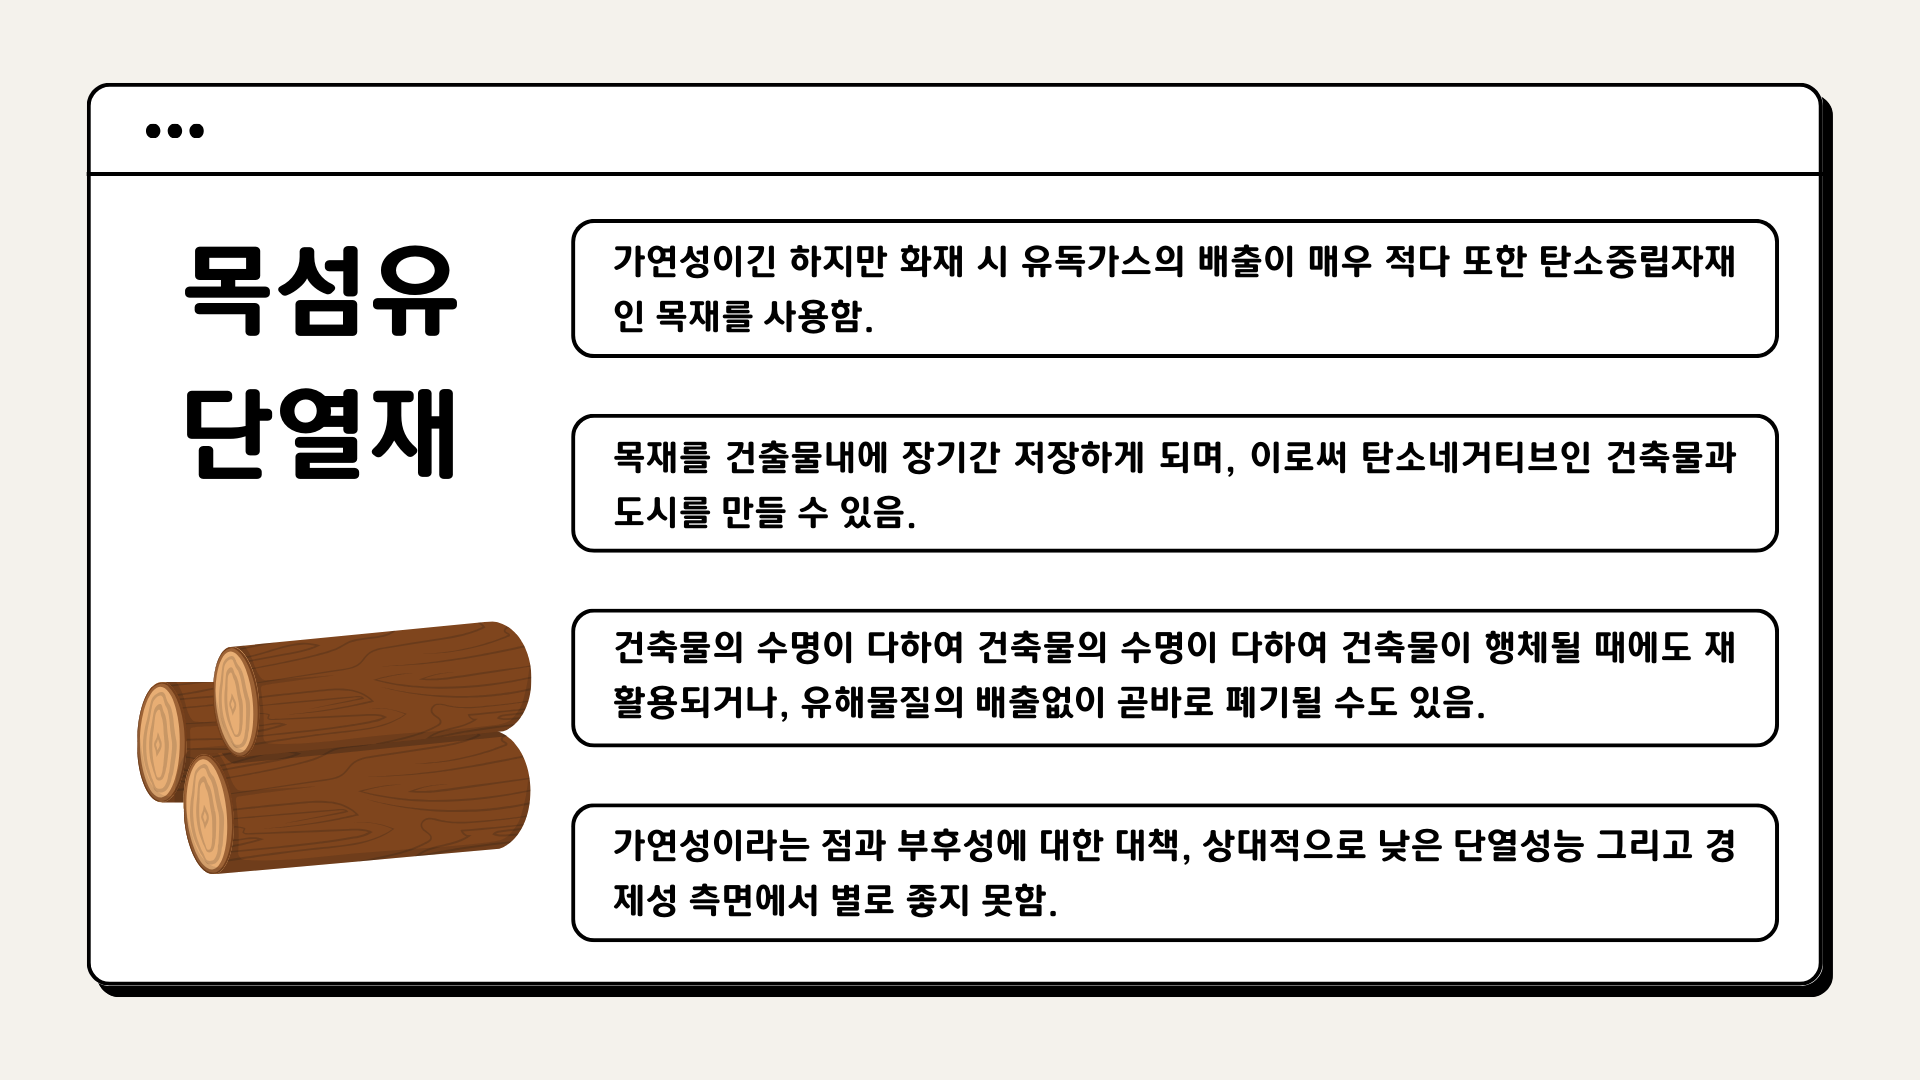 목섬유
단열재
가연성이긴 하지만 화재 시 유독가스의 배출이 매우 적다 또한 탄소중립자재
인 목재를 사용함.
목재를 건출물내에 장기간 저장하게 되며, 이로써 탄소네거티브인 건축물과
도시를 만들 수 있음.
건축물의 수명이 다하여 건축물의 수명이 다하여 건축물이 행체될 때에도 재
활용되거나, 유해물질의 배출없이 곧바로 폐기될 수도 있음.
가연성이라는 점과 부후성에 대한 대책, 상대적으로 낮은 단열성능 그리고 경
제성 측면에서 별로 좋지 못함.